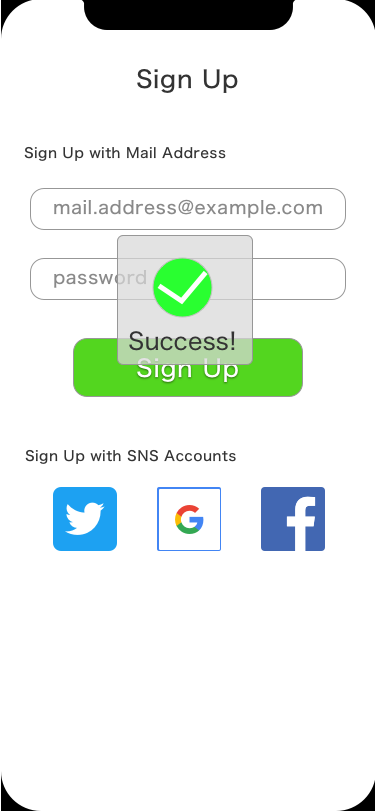 Sign Up
Sign Up with Mail Address
mail.address@example.com
password
Success!
Sign Up
Sign Up with SNS Accounts